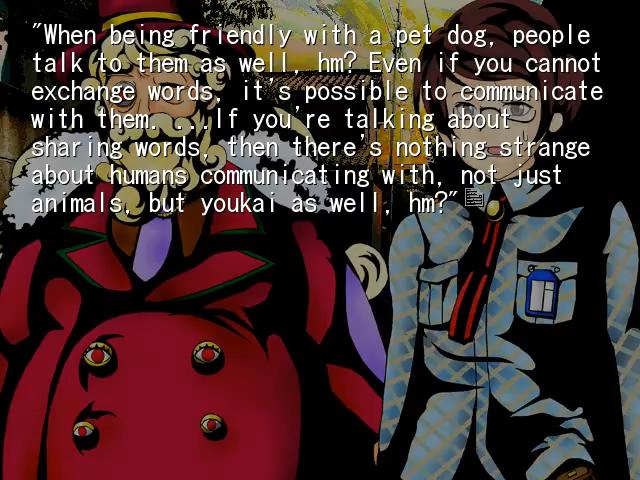 "When being friendly with a pet dog, people
talk to them as well, hm? Even if you cannot
exchange words, it's possible to communicate
with them. ...If you're talking about
sharing words, then there's nothing strange
about humans communicating with, not just
animals, but youkai as well, hm?"